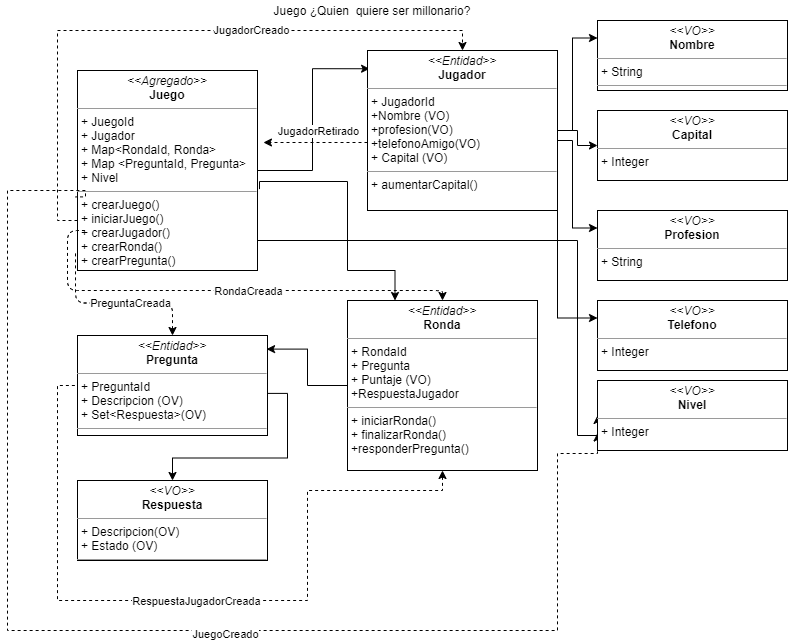 Juego ¿Quien quiere ser millonario?
JugadorCreado
<<Agregado>>
Juego
+ JuegoId
+ Jugador
+ Map<RondaId, Ronda>
+ Map <PreguntaId, Pregunta>
+ Nivel
+ crearJuego()
+ iniciarJuego()
+ crearJugador()
+ crearRonda()
+ crearPregunta()
JugadorRetirado
<<Entidad>>
Jugador
+ JugadorId
+Nombre (VO)
+profesion(VO)
+telefonoAmigo(VO)
+ Capital (VO)
+ aumentarCapital()
<<VO>>
Nombre
+ String
<<VO>>
Capital
+ Integer
<<VO>>
Profesion
+ String
<<VO>>
Telefono
+ Integer
<<VO>>
Nivel
+ Integer
RondaCreada
PreguntaCreada
<<Entidad>>
Ronda
+ RondaId
+ Pregunta
+ Puntaje (VO)
+RespuestaJugador
+ iniciarRonda()
+ finalizarRonda()
+responderPregunta()
<<Entidad>>
Pregunta
+ PreguntaId
+ Descripcion (OV)
+ Set<Respuesta>(OV)
<<VO>>
Respuesta
+ Descripcion(OV)
+ Estado (OV)
RespuestaJugadorCreada
JuegoCreado